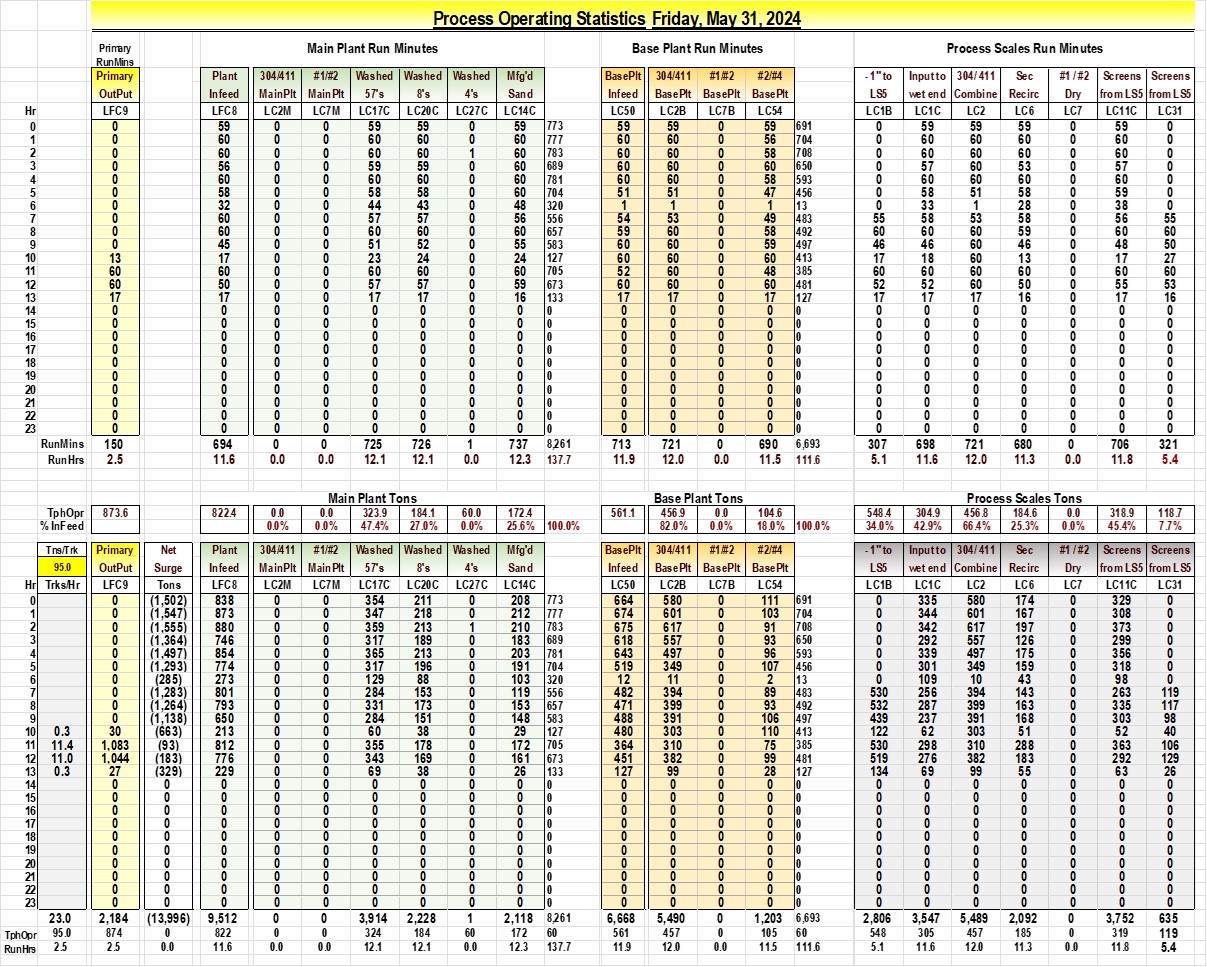 Process Operating Statistics Friday, May 31, 2024
Primary Main Plant Run Minutes Base Plant Run Minutes Process Scales Run Minutes
RunMins
Primary Plant 304/411 #1/#2 Washed Washed Washed Mfg'd BasePlt 304/411 #1/#2 #2/#4 - 1" to Input to 304/ 411 Sec #1 / #2 Screens Screens
OutPut Infeed MainPlt MainPlt 57's 8's 4's Sand Infeed BasePlt BasePlt BasePlt LS5 wet end Combine Recirc Dry from LS5 from LS5
Hr LFC9 LFC8 LC2M LC7M LC17C LC20C LC27C LC14C LC50 LC2B LC7B LC54 LC1B LC1C LC2 LC6 LC7 LC11C LC31
0 0 59 0 0 59 59 0 59 773 59 59 0 59 691 0 59 59 59 0 59 0
1 0 60 0 0 60 60 0 60 777 60 60 0 56 704 0 60 60 60 0 60 0
2 0 60 0 0 60 60 1 60 783 60 60 0 58 708 0 60 60 60 0 60 0
3 0 56 0 0 59 59 0 60 689 60 60 0 60 650 0 57 60 53 0 57 0
4 0 60 0 0 60 60 0 60 781 60 60 0 58 593 0 60 60 60 0 60 0
5 0 58 0 0 58 58 0 60 704 51 51 0 47 456 0 58 51 58 0 59 0
6 0 32 0 0 44 43 0 48 320 1 1 0 1 13 0 33 1 28 0 38 0
7 0 60 0 0 57 57 0 56 556 54 53 0 49 483 55 58 53 58 0 56 55
8 0 60 0 0 60 60 0 60 657 59 60 0 58 492 60 60 60 59 0 60 60
9 0 45 0 0 51 52 0 55 583 60 60 0 59 497 46 46 60 46 0 48 50
10 13 17 0 0 23 24 0 24 127 60 60 0 60 413 17 18 60 13 0 17 27
11 60 60 0 0 60 60 0 60 705 52 60 0 48 385 60 60 60 60 0 60 60
12 60 50 0 0 57 57 0 59 673 60 60 0 60 481 52 52 60 50 0 55 53
13 17 17 0 0 17 17 0 16 133 17 17 0 17 127 17 17 17 16 0 17 16
14 0 0 0 0 0 0 0 0 0 0 0 0 0 0 0 0 0 0 0 0 0
15 0 0 0 0 0 0 0 0 0 0 0 0 0 0 0 0 0 0 0 0 0
16 0 0 0 0 0 0 0 0 0 0 0 0 0 0 0 0 0 0 0 0 0
17 0 0 0 0 0 0 0 0 0 0 0 0 0 0 0 0 0 0 0 0 0
18 0 0 0 0 0 0 0 0 0 0 0 0 0 0 0 0 0 0 0 0 0
19 0 0 0 0 0 0 0 0 0 0 0 0 0 0 0 0 0 0 0 0 0
20 0 0 0 0 0 0 0 0 0 0 0 0 0 0 0 0 0 0 0 0 0
21 0 0 0 0 0 0 0 0 0 0 0 0 0 0 0 0 0 0 0 0 0
22 0 0 0 0 0 0 0 0 0 0 0 0 0 0 0 0 0 0 0 0 0
23 0 0 0 0 0 0 0 0 0 0 0 0 0 0 0 0 0 0 0 0 0
RunMins 150 694 0 0 725 726 1 737 8,261 713 721 0 690 6,693 307 698 721 680 0 706 321
RunHrs 2.5 11.6 0.0 0.0 12.1 12.1 0.0 12.3 137.7 11.9 12.0 0.0 11.5 111.6 5.1 11.6 12.0 11.3 0.0 11.8 5.4
Main Plant Tons Base Plant Tons Process Scales Tons
TphOpr 873.6 822.4 0.0 0.0 323.9 184.1 60.0 172.4 561.1 456.9 0.0 104.6 548.4 304.9 456.8 184.6 0.0 318.9 118.7
% InFeed 0.0% 0.0% 47.4% 27.0% 0.0% 25.6% 100.0% 82.0% 0.0% 18.0% 100.0% 34.0% 42.9% 66.4% 25.3% 0.0% 45.4% 7.7%
Tns/Trk Primary Net Plant 304/411 #1/#2 Washed Washed Washed Mfg'd BasePlt 304/411 #1/#2 #2/#4 - 1" to Input to 304/ 411 Sec #1 / #2 Screens Screens
95.0 OutPut Surge Infeed MainPlt MainPlt 57's 8's 4's Sand Infeed BasePlt BasePlt BasePlt LS5 wet end Combine Recirc Dry from LS5 from LS5
Hr Trks/Hr LFC9 Tons LFC8 LC2M LC7M LC17C LC20C LC27C LC14C LC50 LC2B LC7B LC54 LC1B LC1C LC2 LC6 LC7 LC11C LC31
0 0 (1,502) 838 0 0 354 211 0 208 773 664 580 0 111 691 0 335 580 174 0 329 0
1 0 (1,547) 873 0 0 347 218 0 212 777 674 601 0 103 704 0 344 601 167 0 308 0
2 0 (1,555) 880 0 0 359 213 1 210 783 675 617 0 91 708 0 342 617 197 0 373 0
3 0 (1,364) 746 0 0 317 189 0 183 689 618 557 0 93 650 0 292 557 126 0 299 0
4 0 (1,497) 854 0 0 365 213 0 203 781 643 497 0 96 593 0 339 497 175 0 356 0
5 0 (1,293) 774 0 0 317 196 0 191 704 519 349 0 107 456 0 301 349 159 0 318 0
6 0 (285) 273 0 0 129 88 0 103 320 12 11 0 2 13 0 109 10 43 0 98 0
7 0 (1,283) 801 0 0 284 153 0 119 556 482 394 0 89 483 530 256 394 143 0 263 119
8 0 (1,264) 793 0 0 331 173 0 153 657 471 399 0 93 492 532 287 399 163 0 335 117
9 0 (1,138) 650 0 0 284 151 0 148 583 488 391 0 106 497 439 237 391 168 0 303 98
10 0.3 30 (663) 213 0 0 60 38 0 29 127 480 303 0 110 413 122 62 303 51 0 52 40
11 11.4 1,083 (93) 812 0 0 355 178 0 172 705 364 310 0 75 385 530 298 310 288 0 363 106
12 11.0 1,044 (183) 776 0 0 343 169 0 161 673 451 382 0 99 481 519 276 382 183 0 292 129
13 0.3 27 (329) 229 0 0 69 38 0 26 133 127 99 0 28 127 134 69 99 55 0 63 26
14 0 0 0 0 0 0 0 0 0 0 0 0 0 0 0 0 0 0 0 0 0 0
15 0 0 0 0 0 0 0 0 0 0 0 0 0 0 0 0 0 0 0 0 0 0
16 0 0 0 0 0 0 0 0 0 0 0 0 0 0 0 0 0 0 0 0 0 0
17 0 0 0 0 0 0 0 0 0 0 0 0 0 0 0 0 0 0 0 0 0 0
18 0 0 0 0 0 0 0 0 0 0 0 0 0 0 0 0 0 0 0 0 0 0
19 0 0 0 0 0 0 0 0 0 0 0 0 0 0 0 0 0 0 0 0 0 0
20 0 0 0 0 0 0 0 0 0 0 0 0 0 0 0 0 0 0 0 0 0 0
21 0 0 0 0 0 0 0 0 0 0 0 0 0 0 0 0 0 0 0 0 0 0
22 0 0 0 0 0 0 0 0 0 0 0 0 0 0 0 0 0 0 0 0 0 0
23 0 0 0 0 0 0 0 0 0 0 0 0 0 0 0 0 0 0 0 0 0 0
23.0 2,184 (13,996) 9,512 0 0 3,914 2,228 1 2,118 8,261 6,668 5,490 0 1,203 6,693 2,806 3,547 5,489 2,092 0 3,752 635
TphOpr 95.0 874 0 822 0 0 324 184 60 172 60 561 457 0 105 60 548 305 457 185 0 319 119
RunHrs 2.5 2.5 0.0 11.6 0.0 0.0 12.1 12.1 0.0 12.3 137.7 11.9 12.0 0.0 11.5 111.6 5.1 11.6 12.0 11.3 0.0 11.8 5.4